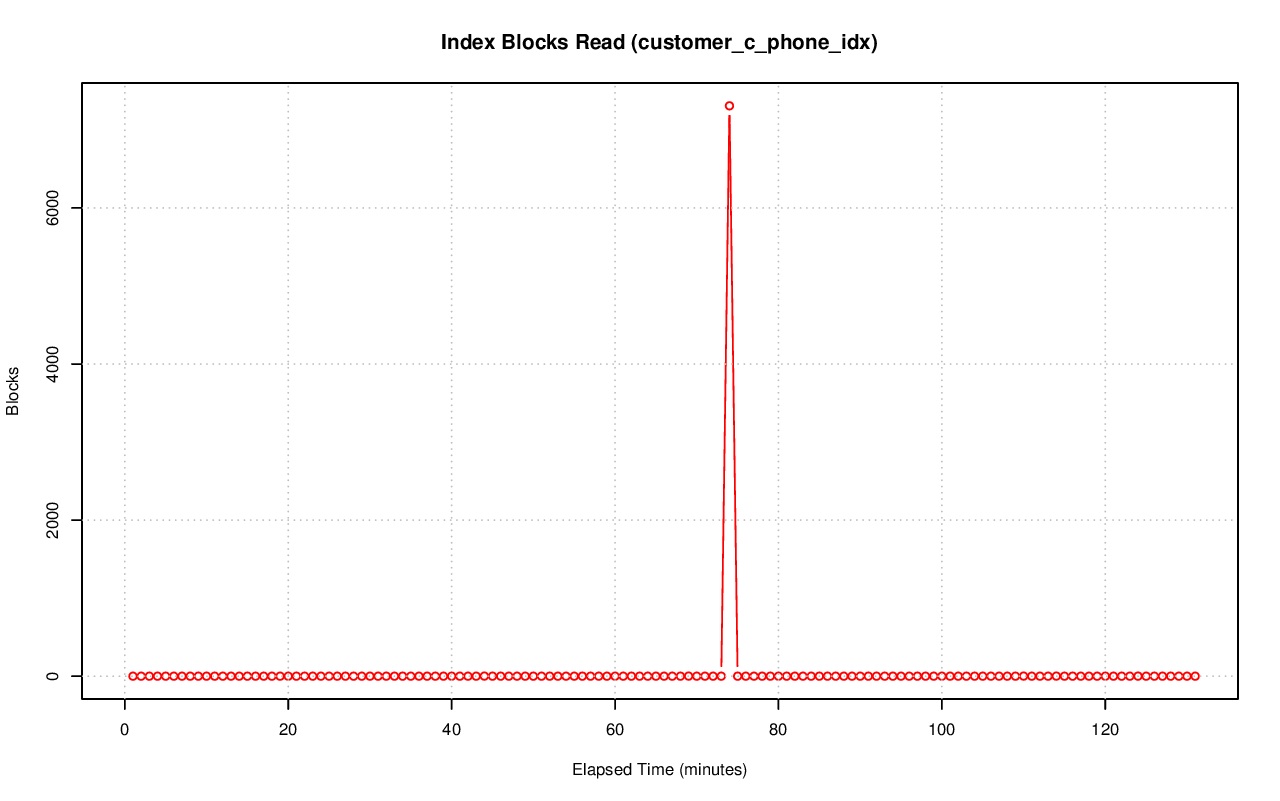 Index Blocks Read (customer_c_phone_idx)
Blocks
6000
4000
2000
0
0 20 40 60 80 100 120
Elapsed Time (minutes)